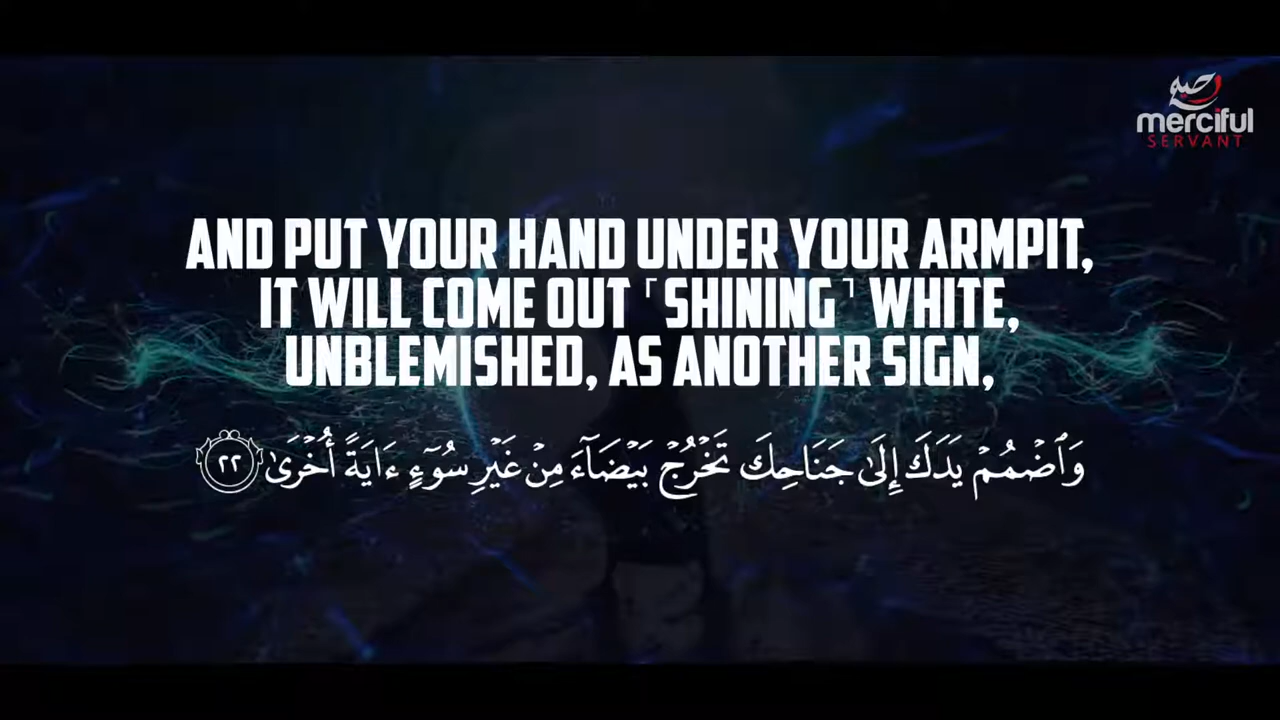 merciful
SERVANT
AND PUT YOUR HAND UNDER YOUR ARMPIT,
IT WILL COME OUT ⸢SHINING⸣ WHITE,
UNBLEMISHED, AS ANOTHER SIGN,
وَٱضْمُمْ يَدَكَ إِلَىٰ جَنَاحِكَ تَخْرُجْ بَيْضَآءَ مِنْ غَيْرِ سُوٓءٍ ءَايَةً أُخْرَىٰ ٢٢